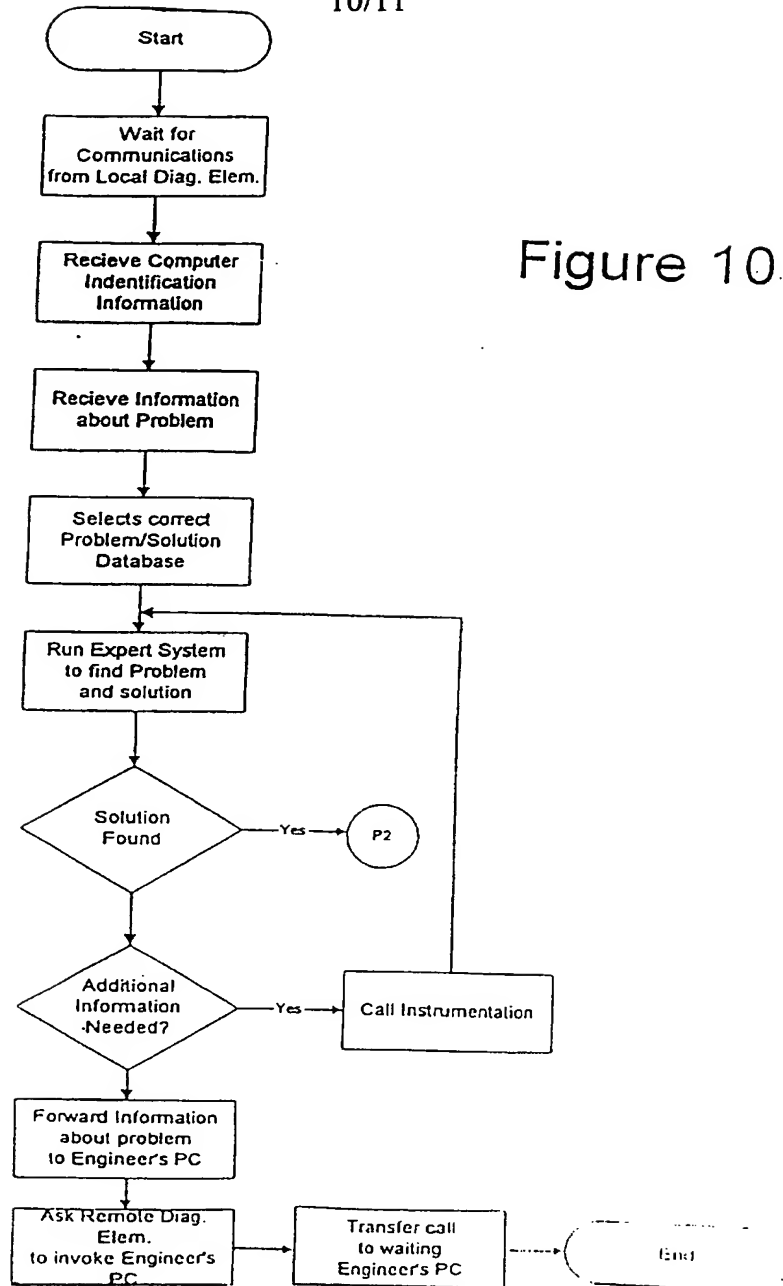 10/11
Start
Wait for
Communications
from Local Diag. Elem.
Recieve Computer
Indentification
Information
Figure 10.
Recieve Information
about Problem
Selects correct
Problem/Solution
Database
Run Expert System
to find Problem
and solution
Solution
Found
Yes
P2
Additional
Information
Needed?
Yes
Call Instrumentation
Forward Information
about problem
to Engineer's PC
Ask Remote Diag.
Elem.
to invoke Engineer's
PC
Transfer call
to waiting
Engineer's PC
End